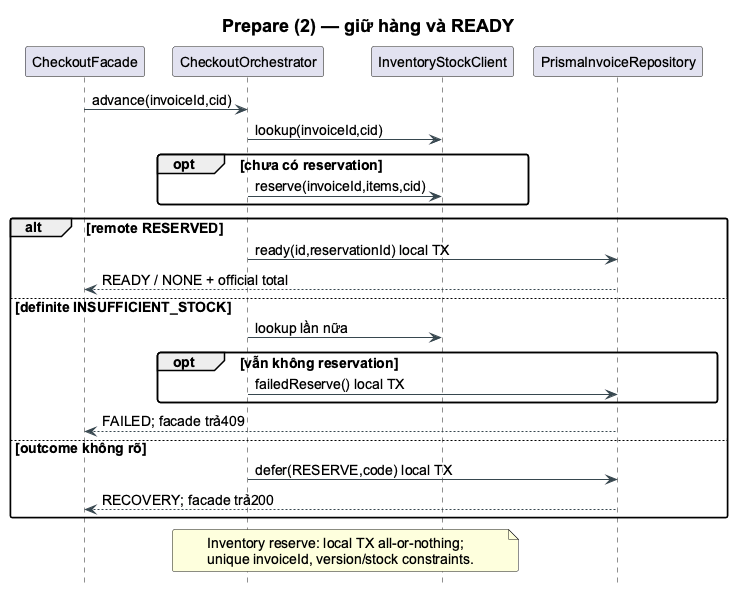 Prepare (2) — giữ hàng và READY
CheckoutFacade
CheckoutOrchestrator
InventoryStockClient
PrismaInvoiceRepository
advance(invoiceId,cid)
lookup(invoiceId,cid)
opt
[chưa có reservation]
reserve(invoiceId,items,cid)
alt
[remote RESERVED]
ready(id,reservationId) local TX
READY / NONE + official total
[definite INSUFFICIENT_STOCK]
lookup lần nữa
opt
[vẫn không reservation]
failedReserve() local TX
FAILED; facade trả409
[outcome không rõ]
defer(RESERVE,code) local TX
RECOVERY; facade trả200
Inventory reserve: local TX all-or-nothing;
unique invoiceId, version/stock constraints.